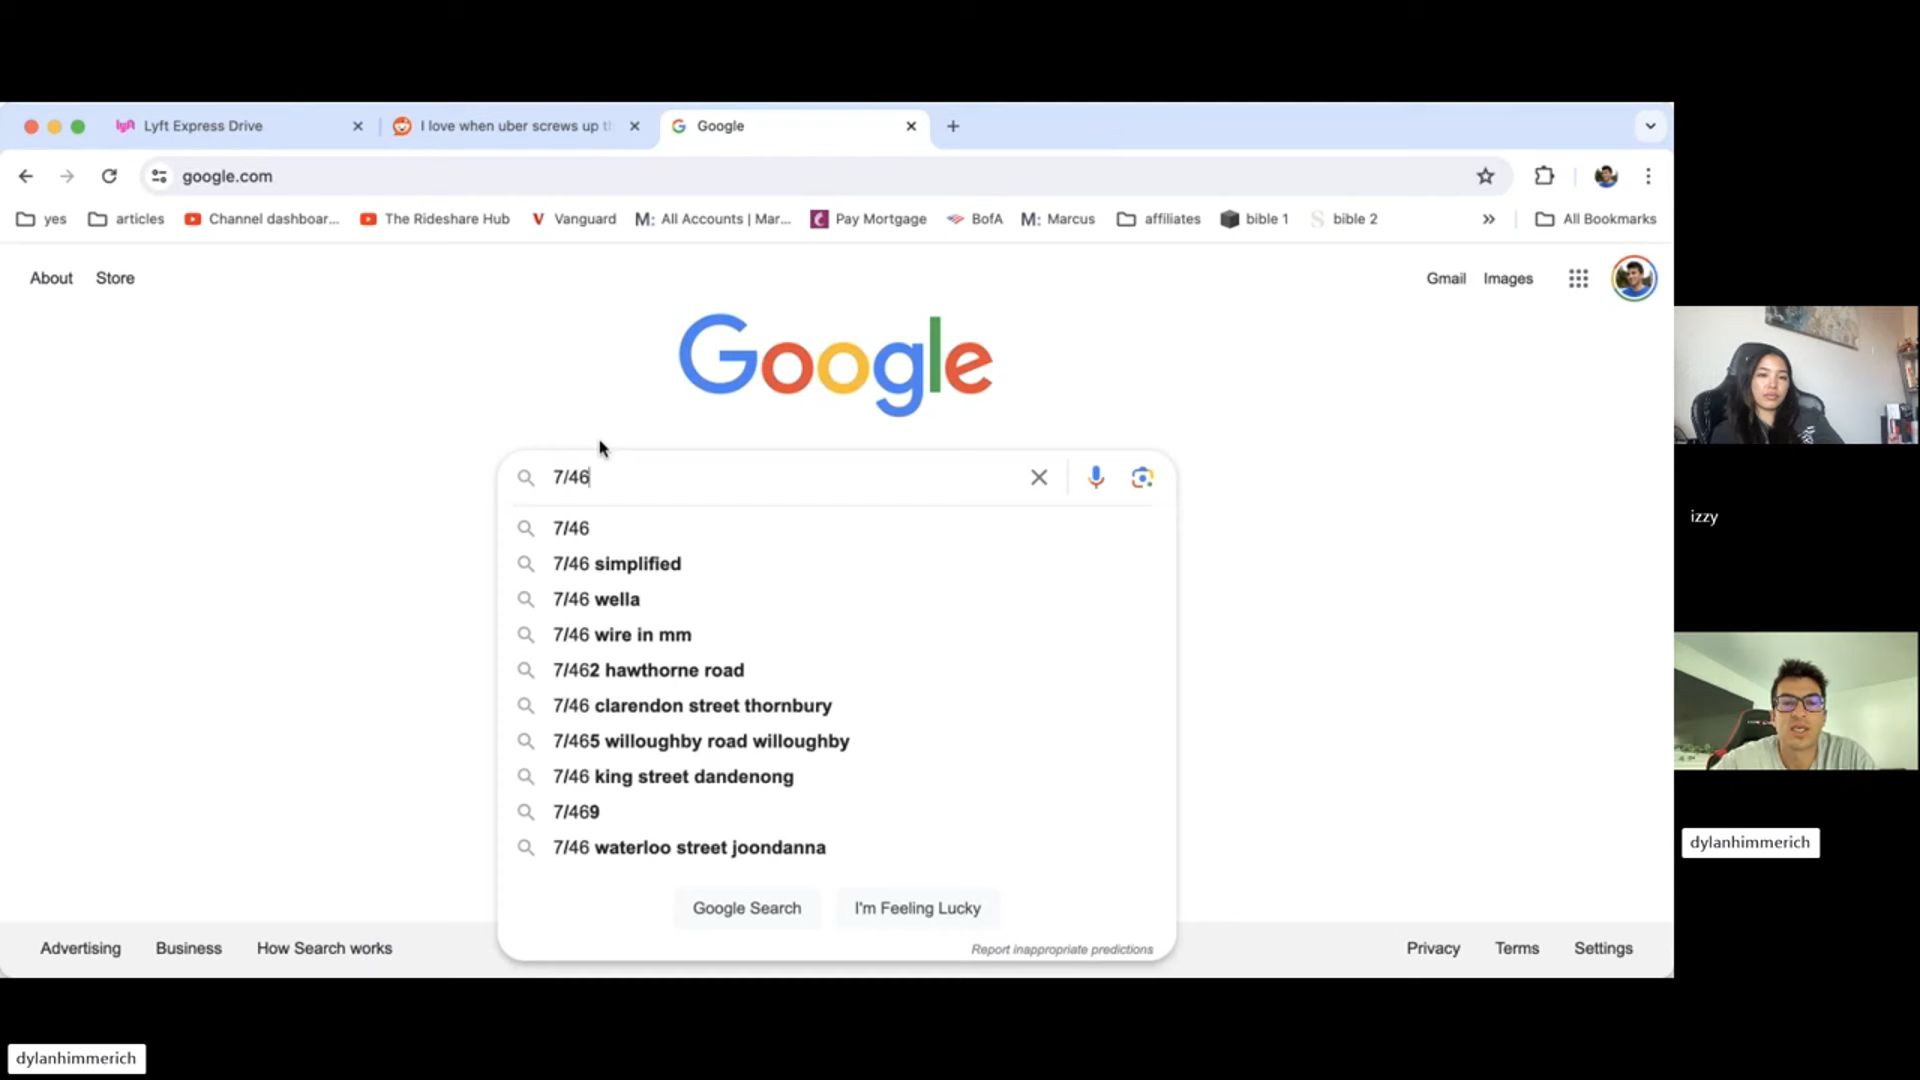 Lyft Express Drive
I love when uber screws up th
Google
google.com
yes articles Channel dashboar... The Rideshare Hub Vanguard M: All Accounts | Mar... Pay Mortgage BofA M: Marcus affiliates bible 1 bible 2 » All Bookmarks
About Store
Gmail Images
Google
7/46
7/46
7/46 simplified
7/46 wella
7/46 wire in mm
7/462 hawthorne road
7/46 clarendon street thornbury
7/465 willoughby road willoughby
7/46 king street dandenong
7/469
7/46 waterloo street joondanna
Google Search I'm Feeling Lucky
Report inappropriate predictions
Advertising Business How Search works
Privacy Terms Settings
izzy
dylanhimmerich
dylanhimmerich